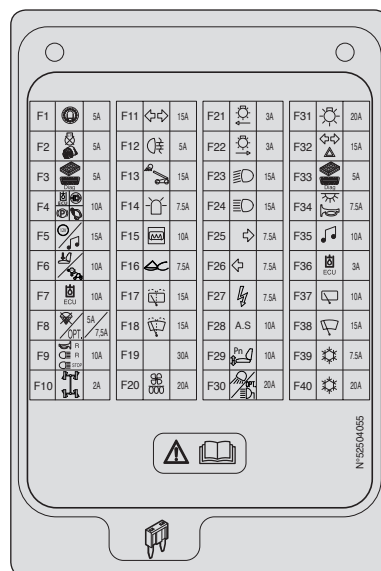 F1 5A F11 15A F21 3A F31 20A
F2 5A F12 5A F22 3A F32 15A
F3 Diag 5A F13 15A F23 15A F33 Diag 5A
F4 ECU 10A F14 7.5A F24 15A F34 7.5A
F5 15A F15 10A F25 7.5A F35 10A
F6 10A F16 7.5A F26 7.5A F36 ECU 3A
F7 ECU 10A F17 15A F27 7.5A F37 10A
F8 OPT. 5A 7,5A F18 15A F28 A.S 10A F38 15A
F9 R R STOP 10A F19 30A F29 Pn 10A F39 7.5A
F10 2A F20 20A F30 OPT. 20A F40 20A
N°52504055